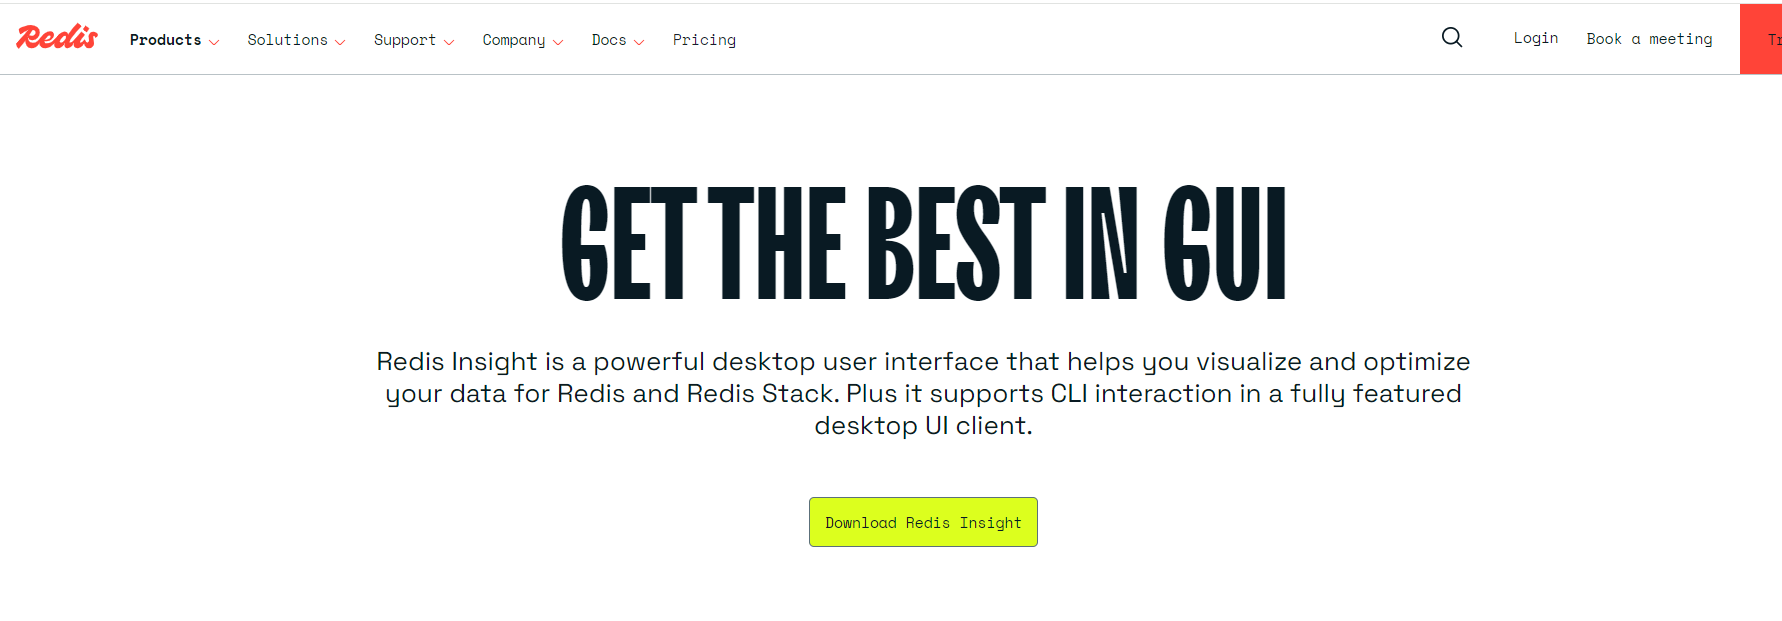 Redis Products Solutions Support Company Docs Pricing Login Book a meeting
GET THE BEST IN GUI
Redis Insight is a powerful desktop user interface that helps you visualize and optimize
your data for Redis and Redis Stack. Plus it supports CLI interaction in a fully featured
desktop UI client.
Download Redis Insight